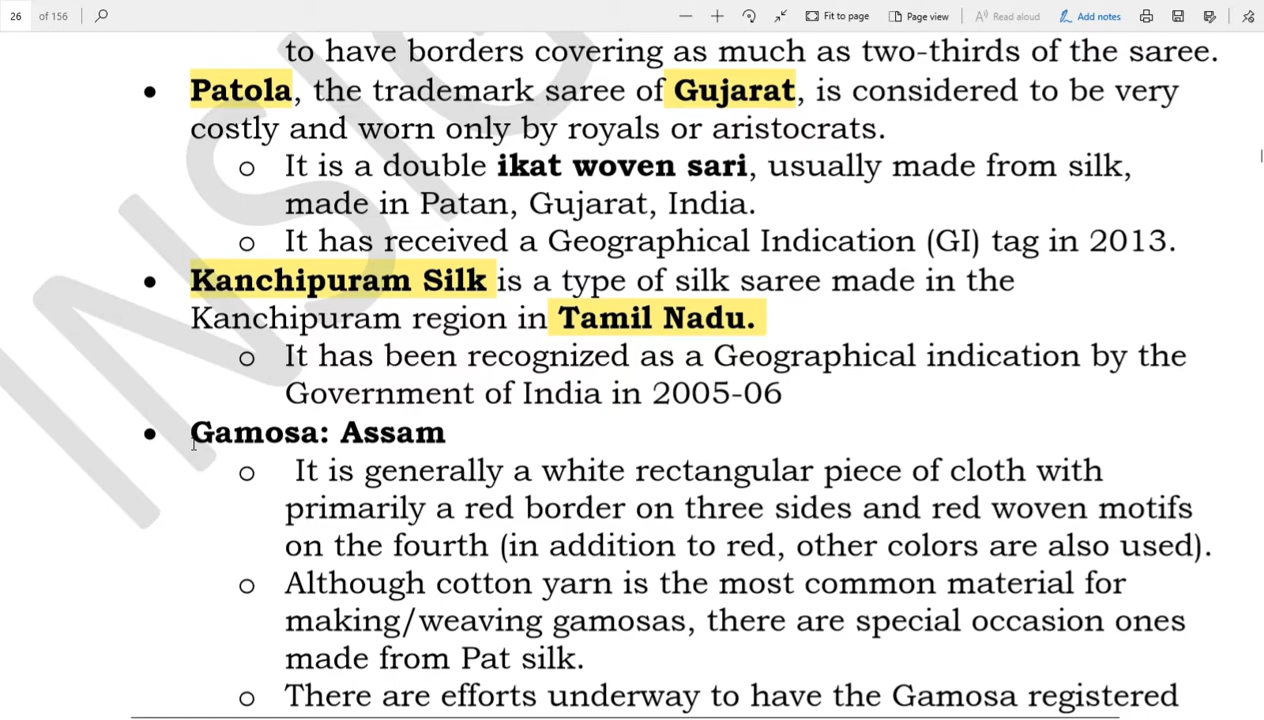 26 of 156 Fit to page Page view Read aloud Add notes
to have borders covering as much as two-thirds of the saree.
• Patola, the trademark saree of Gujarat, is considered to be very
costly and worn only by royals or aristocrats.
o It is a double ikat woven sari, usually made from silk,
made in Patan, Gujarat, India.
o It has received a Geographical Indication (GI) tag in 2013.
• Kanchipuram Silk is a type of silk saree made in the
Kanchipuram region in Tamil Nadu.
o It has been recognized as a Geographical indication by the
Government of India in 2005-06
• Gamosa: Assam
o It is generally a white rectangular piece of cloth with
primarily a red border on three sides and red woven motifs
on the fourth (in addition to red, other colors are also used).
o Although cotton yarn is the most common material for
making/weaving gamosas, there are special occasion ones
made from Pat silk.
o There are efforts underway to have the Gamosa registered
INSIG